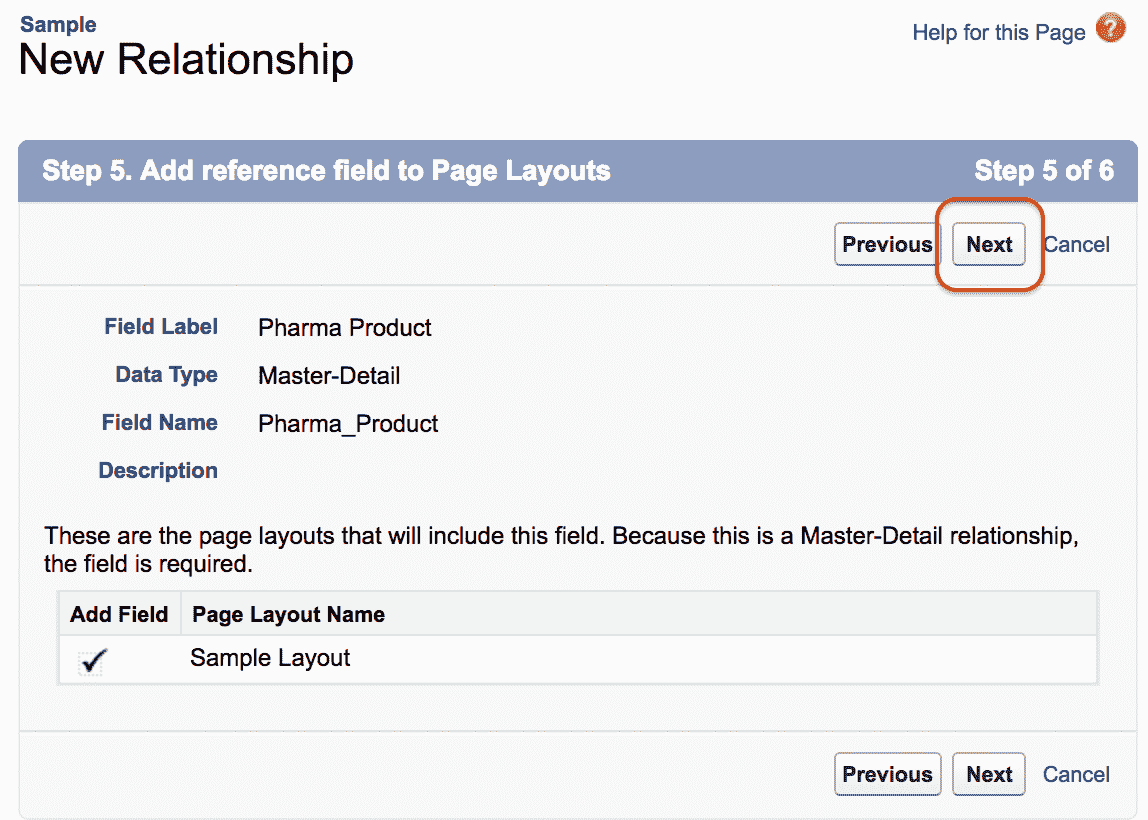 Sample
New Relationship
Help for this Page ?
Step 5. Add reference field to Page Layouts Step 5 of 6
Previous Next Cancel
Field Label Pharma Product
Data Type Master-Detail
Field Name Pharma_Product
Description
These are the page layouts that will include this field. Because this is a Master-Detail relationship,
the field is required.
Add Field Page Layout Name
Sample Layout
Previous Next Cancel